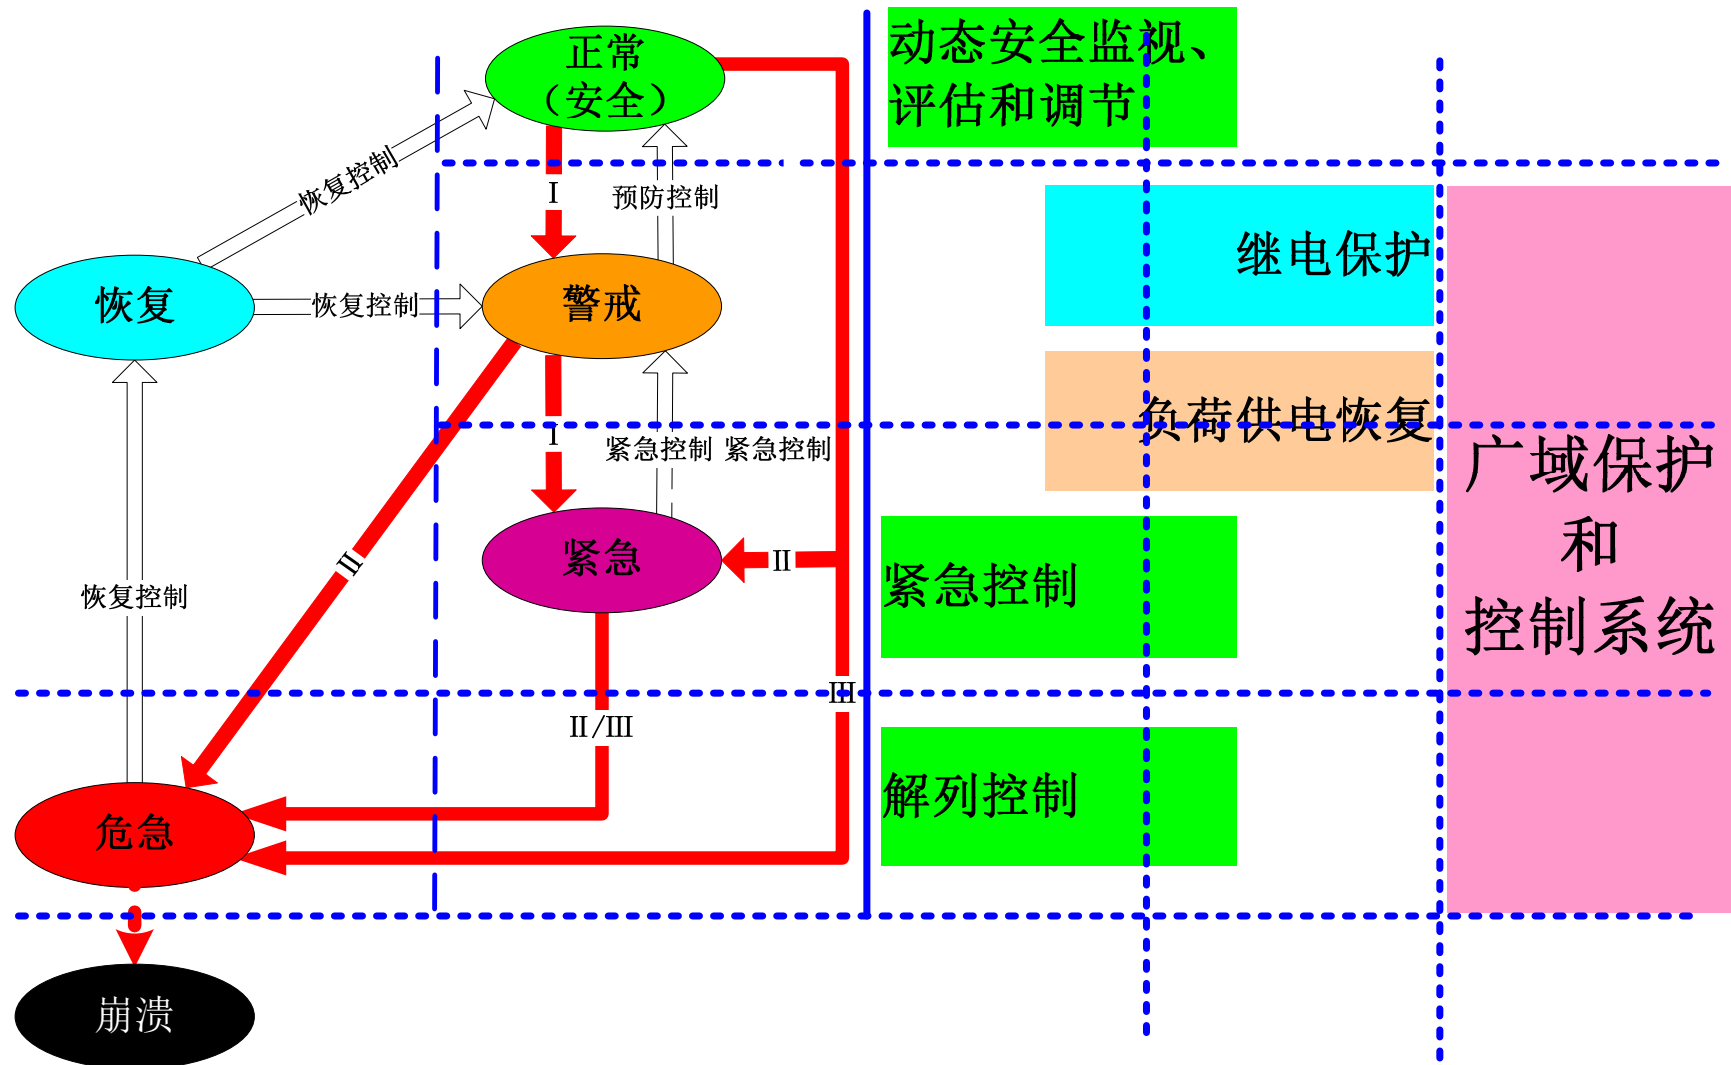 正常
（安全）
动态安全监视、
评估和调节
恢复控制
I
预防控制
继电保护
恢复
恢复控制
警戒
负荷供电恢复
I
紧急控制
紧急控制
广域保护
和
控制系统
II
紧急
II
紧急控制
恢复控制
III
II/III
解列控制
危急
崩溃